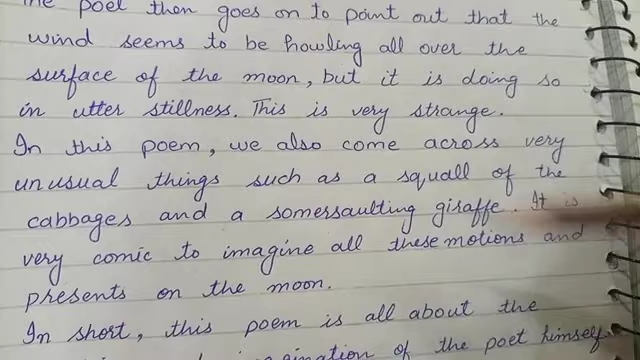 the poet then goes on to point out that the
wind seems to be howling all over the
surface of the moon, but it is doing so
in utter stillness. This is very strange.
In this poem, we also come across very
unusual things such as a squall of the
cabbages and a somersaulting giraffe. It is
very comic to imagine all these motions and
presents on the moon.
In short, this poem is all about the
imagination of the poet himself.